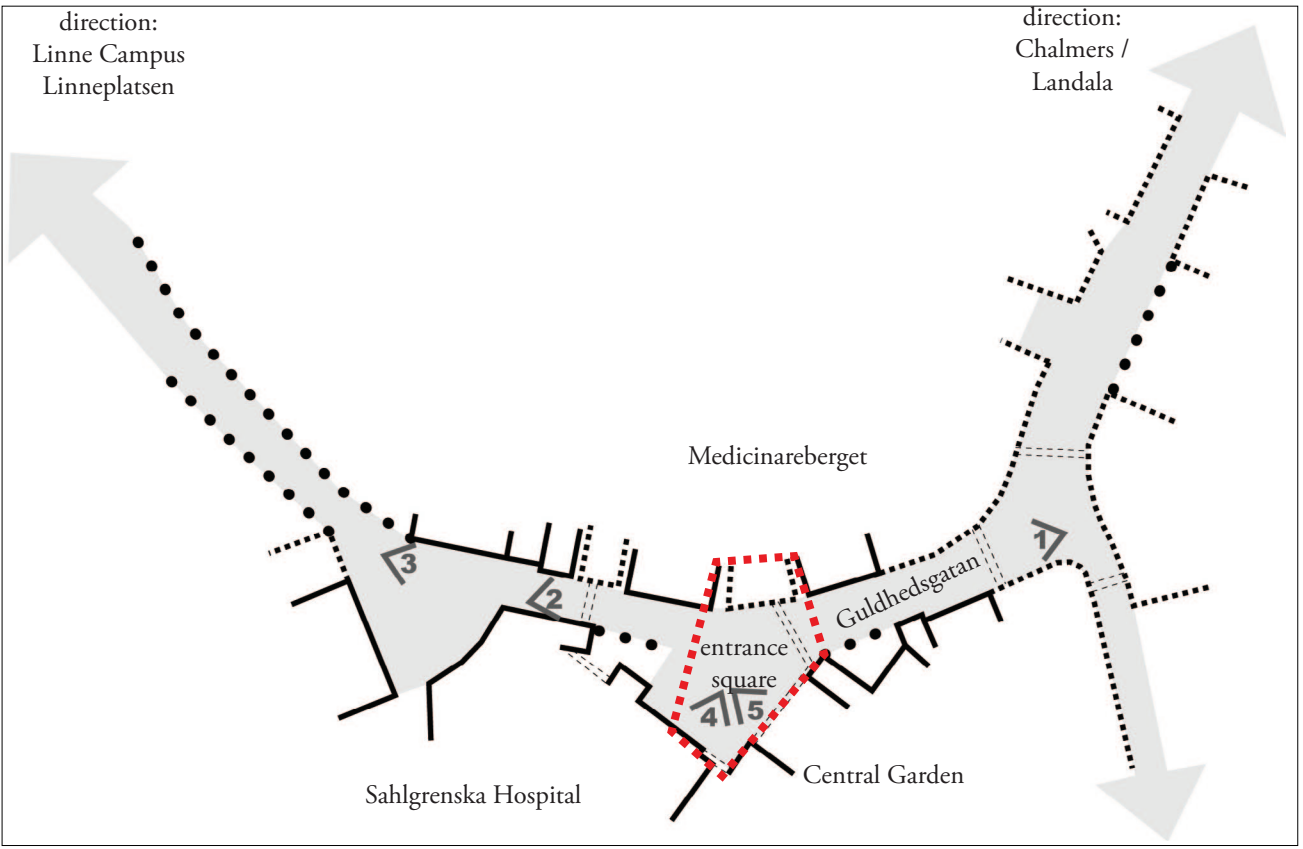 direction:
Linne Campus
Linneplatsen
direction:
Chalmers /
Landala
Medicinareberget
1
3
2
Guldhedsgatan
entrance
square
4 5
Central Garden
Sahlgrenska Hospital